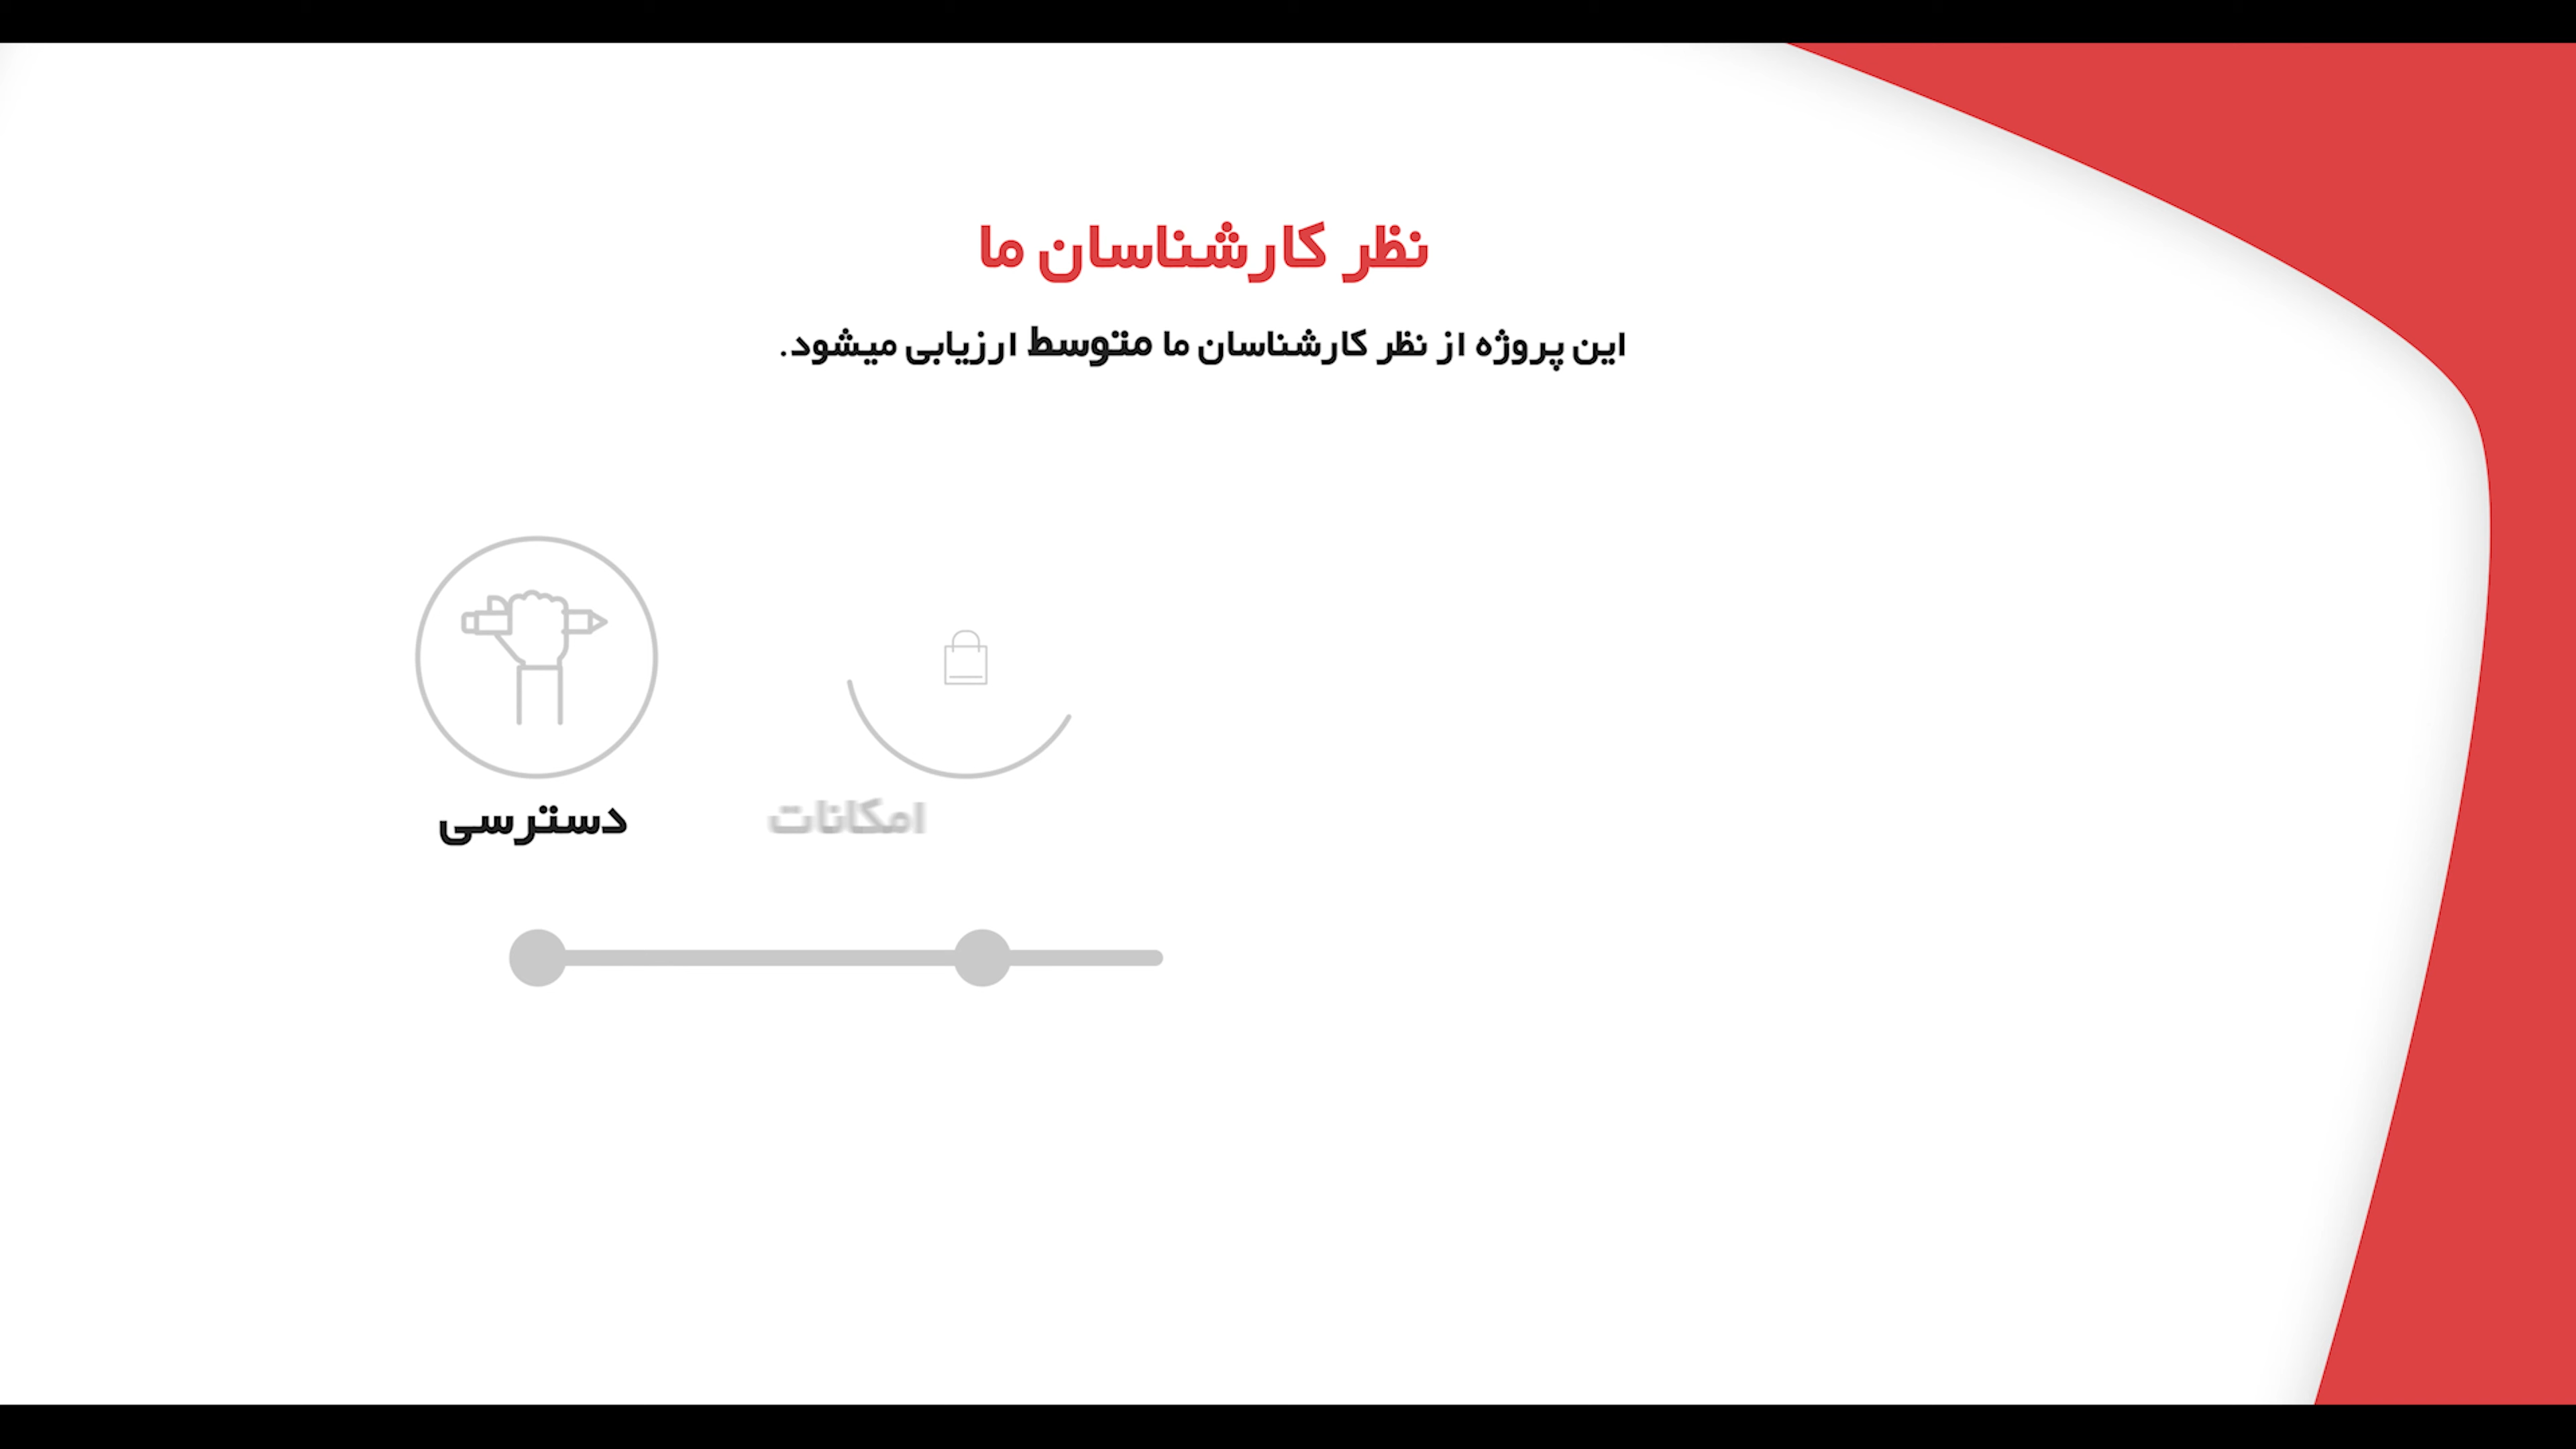 نظر کارشناسان ما
این پروژه از نظر کارشناسان ما متوسط ارزیابی میشود.
دسترسی
امکانات